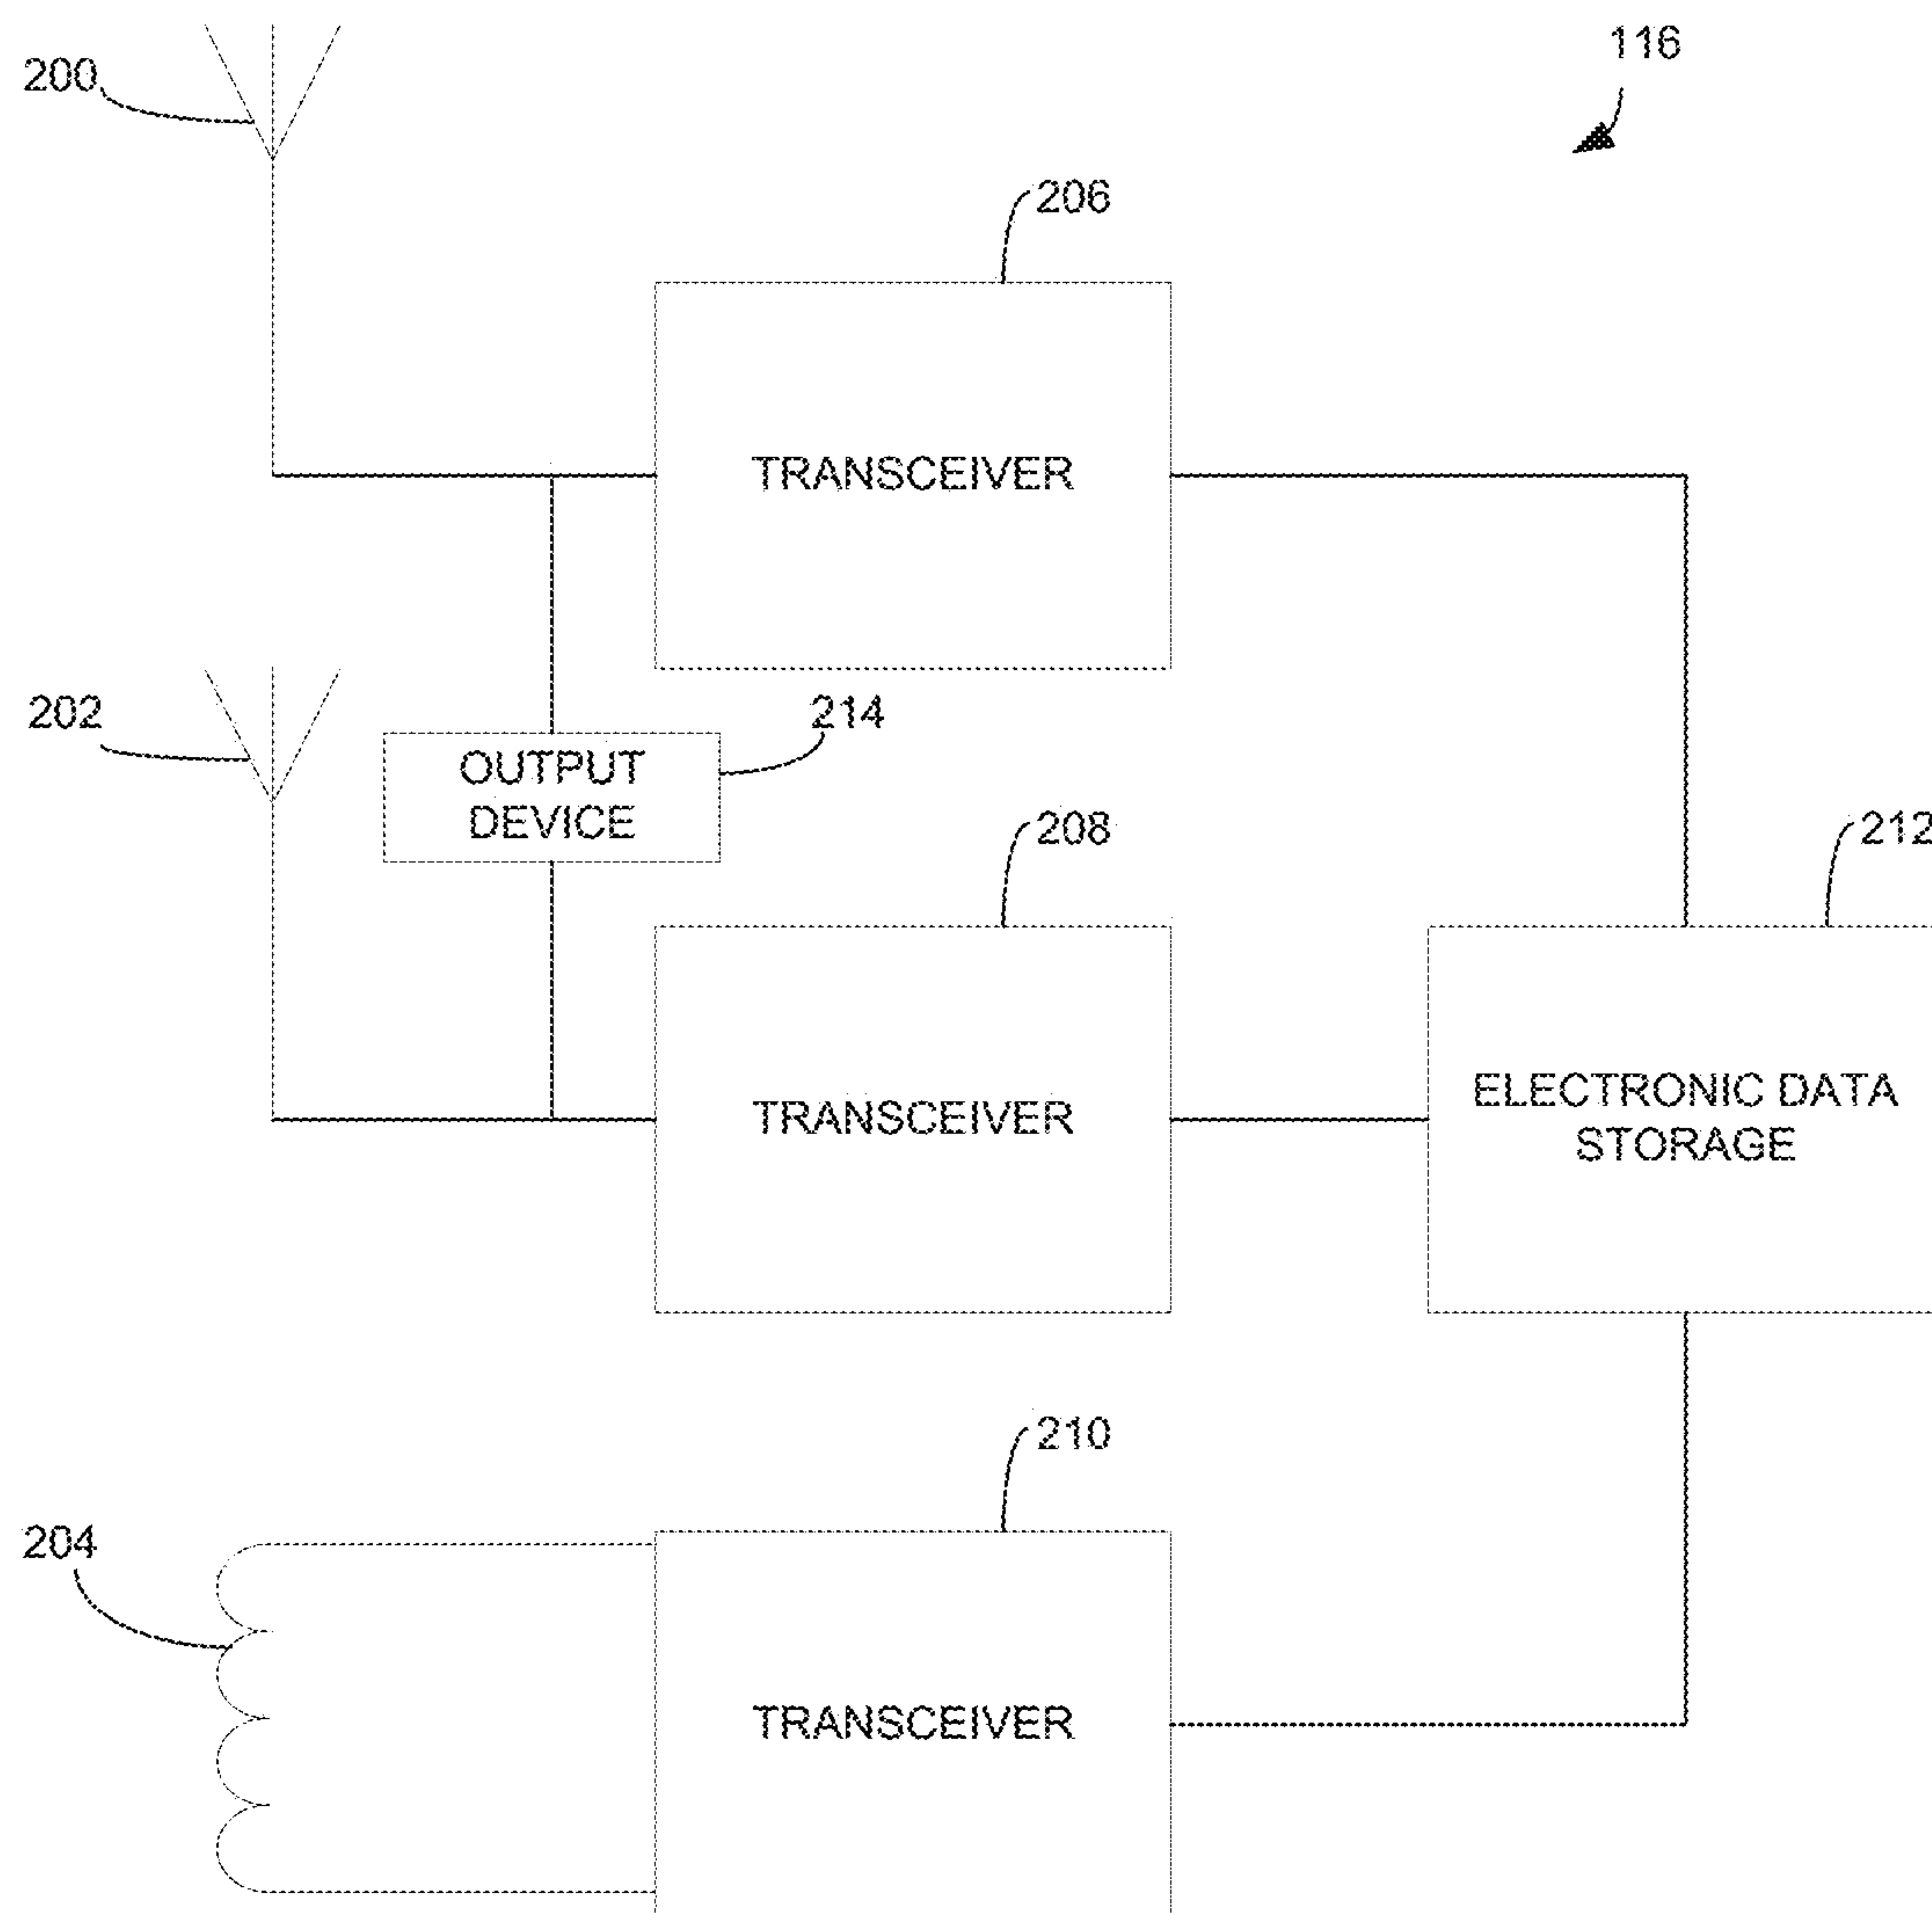 116
200
206
TRANSCEIVER
202
214
OUTPUT
DEVICE
208
212
TRANSCEIVER
ELECTRONIC DATA
STORAGE
210
204
TRANSCEIVER